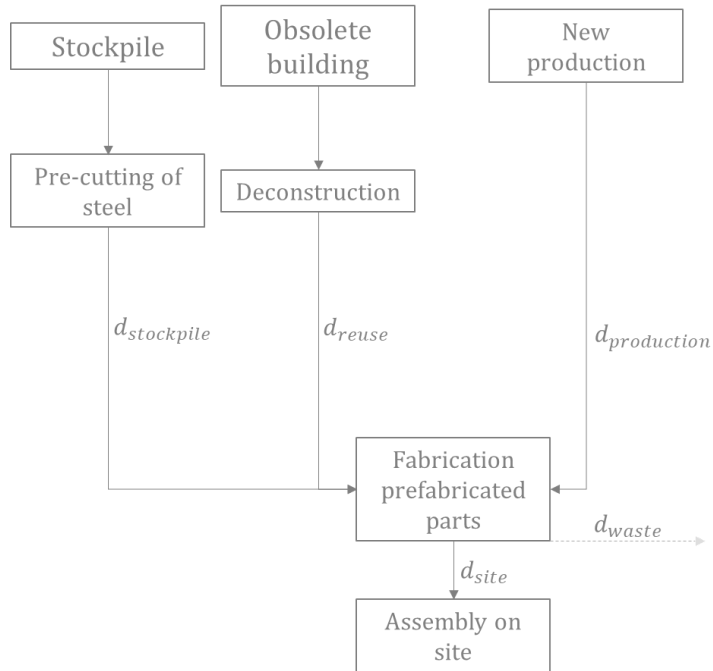 Stockpile
Obsolete
building
New
production
Pre-cutting of
steel
Deconstruction
d_stockpile
d_reuse
d_production
Fabrication
prefabricated
parts
d_waste
d_site
Assembly on
site